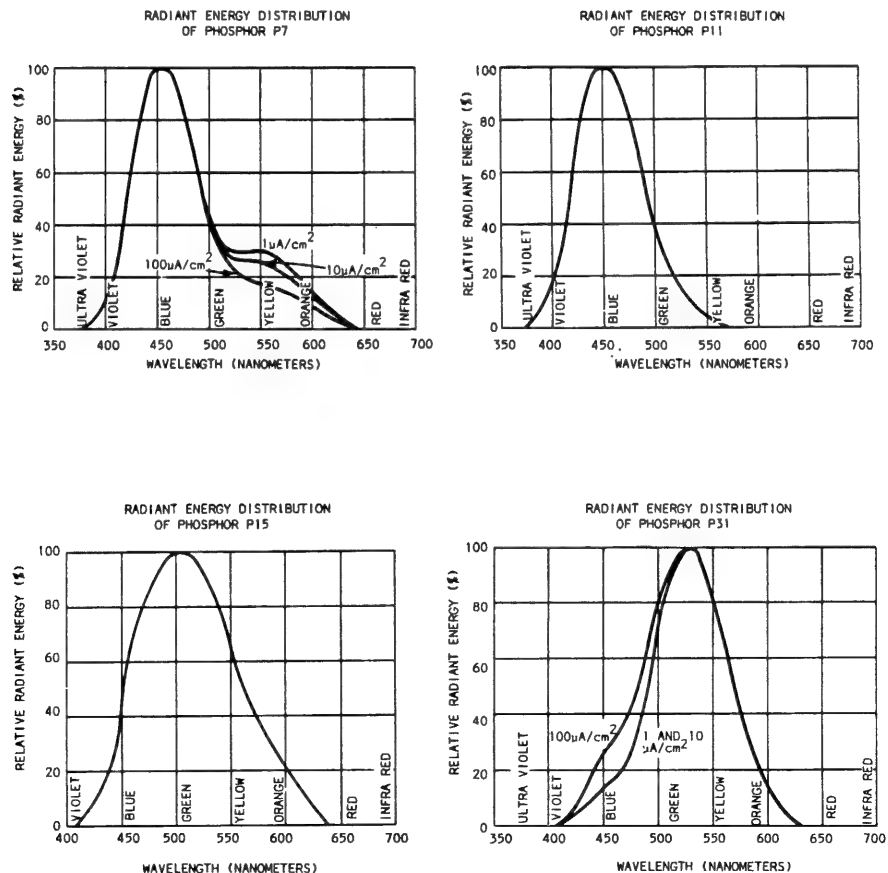 RADIANT ENERGY DISTRIBUTION
OF PHOSPHOR P7
RELATIVE RADIANT ENERGY (%)
100
80
60
40
20
0
1µA/cm2
100µA/cm2
10µA/cm2
ULTRA VIOLET
VIOLET
BLUE
GREEN
YELLOW
ORANGE
RED
INFRA RED
350 400 450 500 550 600 650 700
WAVELENGTH (NANOMETERS)
RADIANT ENERGY DISTRIBUTION
OF PHOSPHOR P11
RELATIVE RADIANT ENERGY (%)
100
80
60
40
20
0
ULTRA VIOLET
VIOLET
BLUE
GREEN
YELLOW
ORANGE
RED
INFRA RED
350 400 450 500 550 600 650 700
WAVELENGTH (NANOMETERS)
RADIANT ENERGY DISTRIBUTION
OF PHOSPHOR P15
RELATIVE RADIANT ENERGY (%)
100
80
60
40
20
0
VIOLET
BLUE
GREEN
YELLOW
ORANGE
RED
INFRA RED
400 450 500 550 600 650 700
WAVELENGTH (NANOMETERS)
RADIANT ENERGY DISTRIBUTION
OF PHOSPHOR P31
RELATIVE RADIANT ENERGY (%)
100
80
60
40
20
0
100µA/cm2
1 AND 10
µA/cm2
ULTRA VIOLET
VIOLET
BLUE
GREEN
YELLOW
ORANGE
RED
INFRA RED
350 400 450 500 550 600 650 700
WAVELENGTH (NANOMETERS)